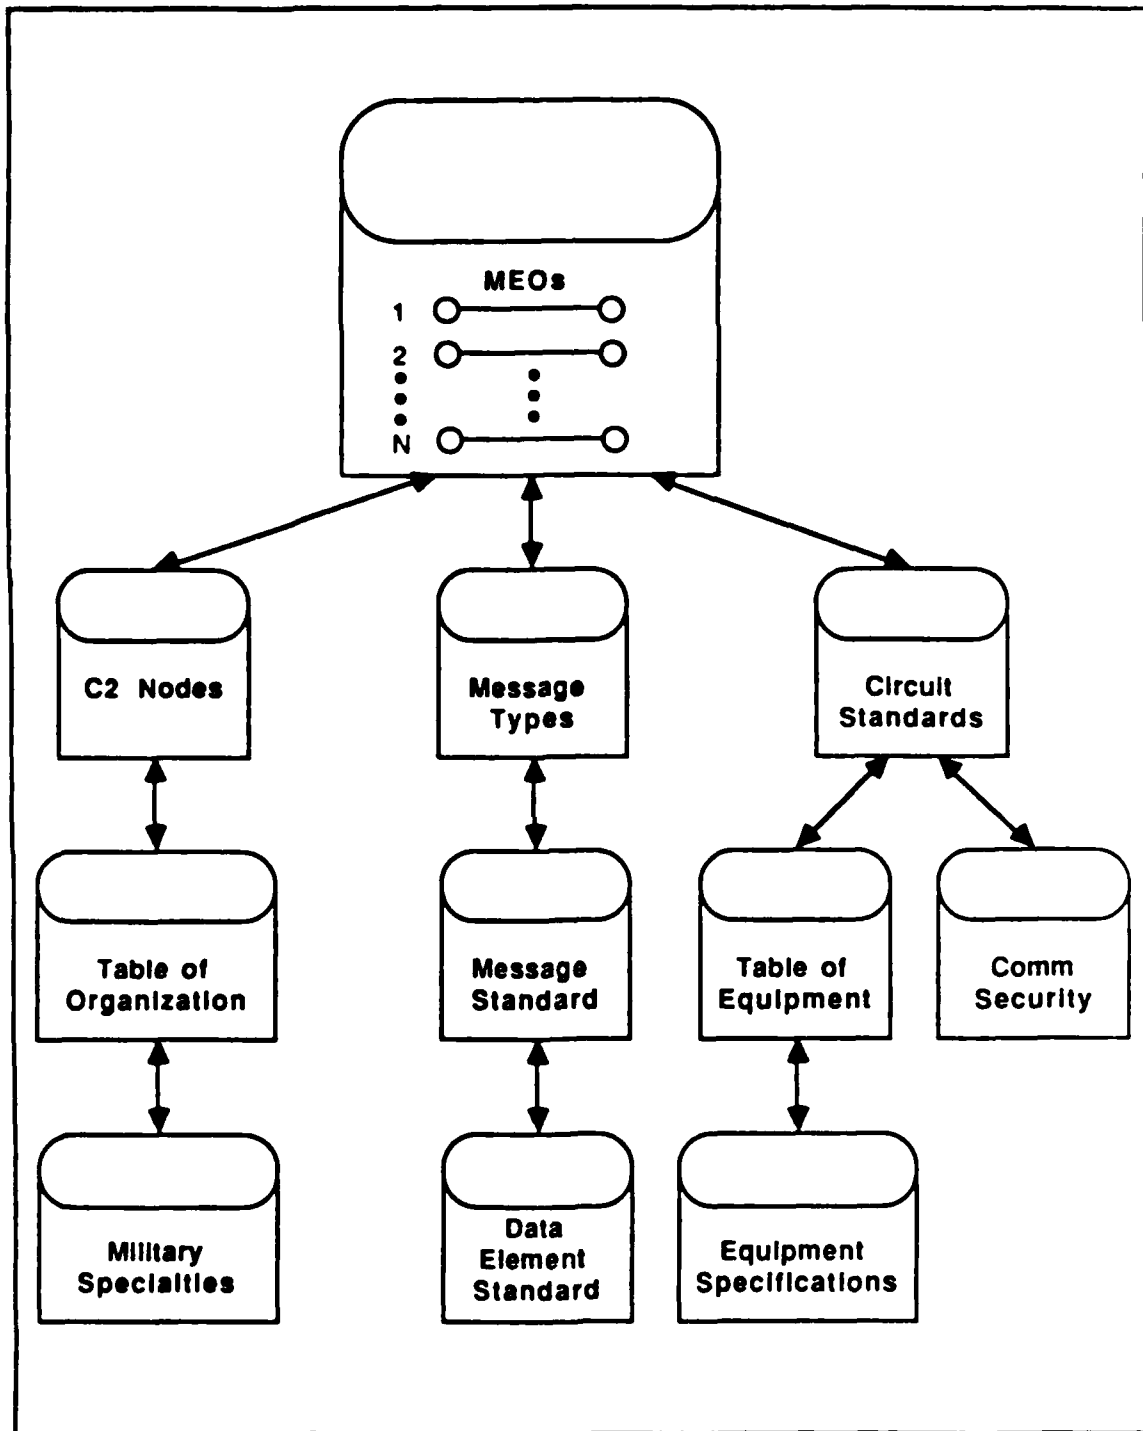 MEOs
1
2
N
C2 Nodes
Message
Types
Circuit
Standards
Table of
Organization
Message
Standard
Table of
Equipment
Comm
Security
Military
Specialties
Data
Element
Standard
Equipment
Specifications